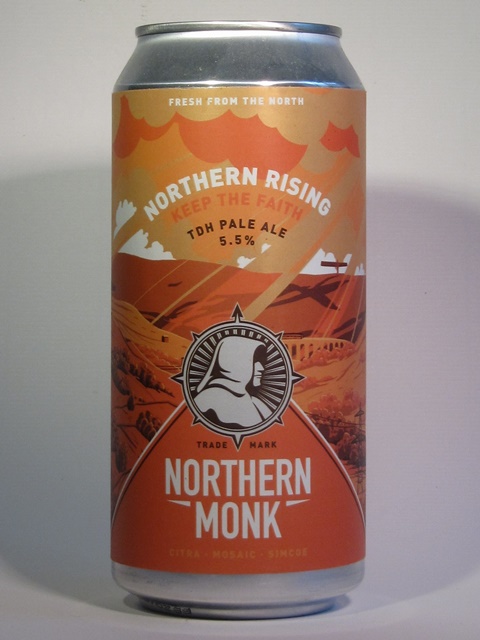 FRESH FROM THE NORTH
NORTHERN RISING
KEEP THE FAITH
TDH PALE ALE
5.5%
TRADE MARK
NORTHERN
MONK
CITRA - MOSAIC - SIMCOE